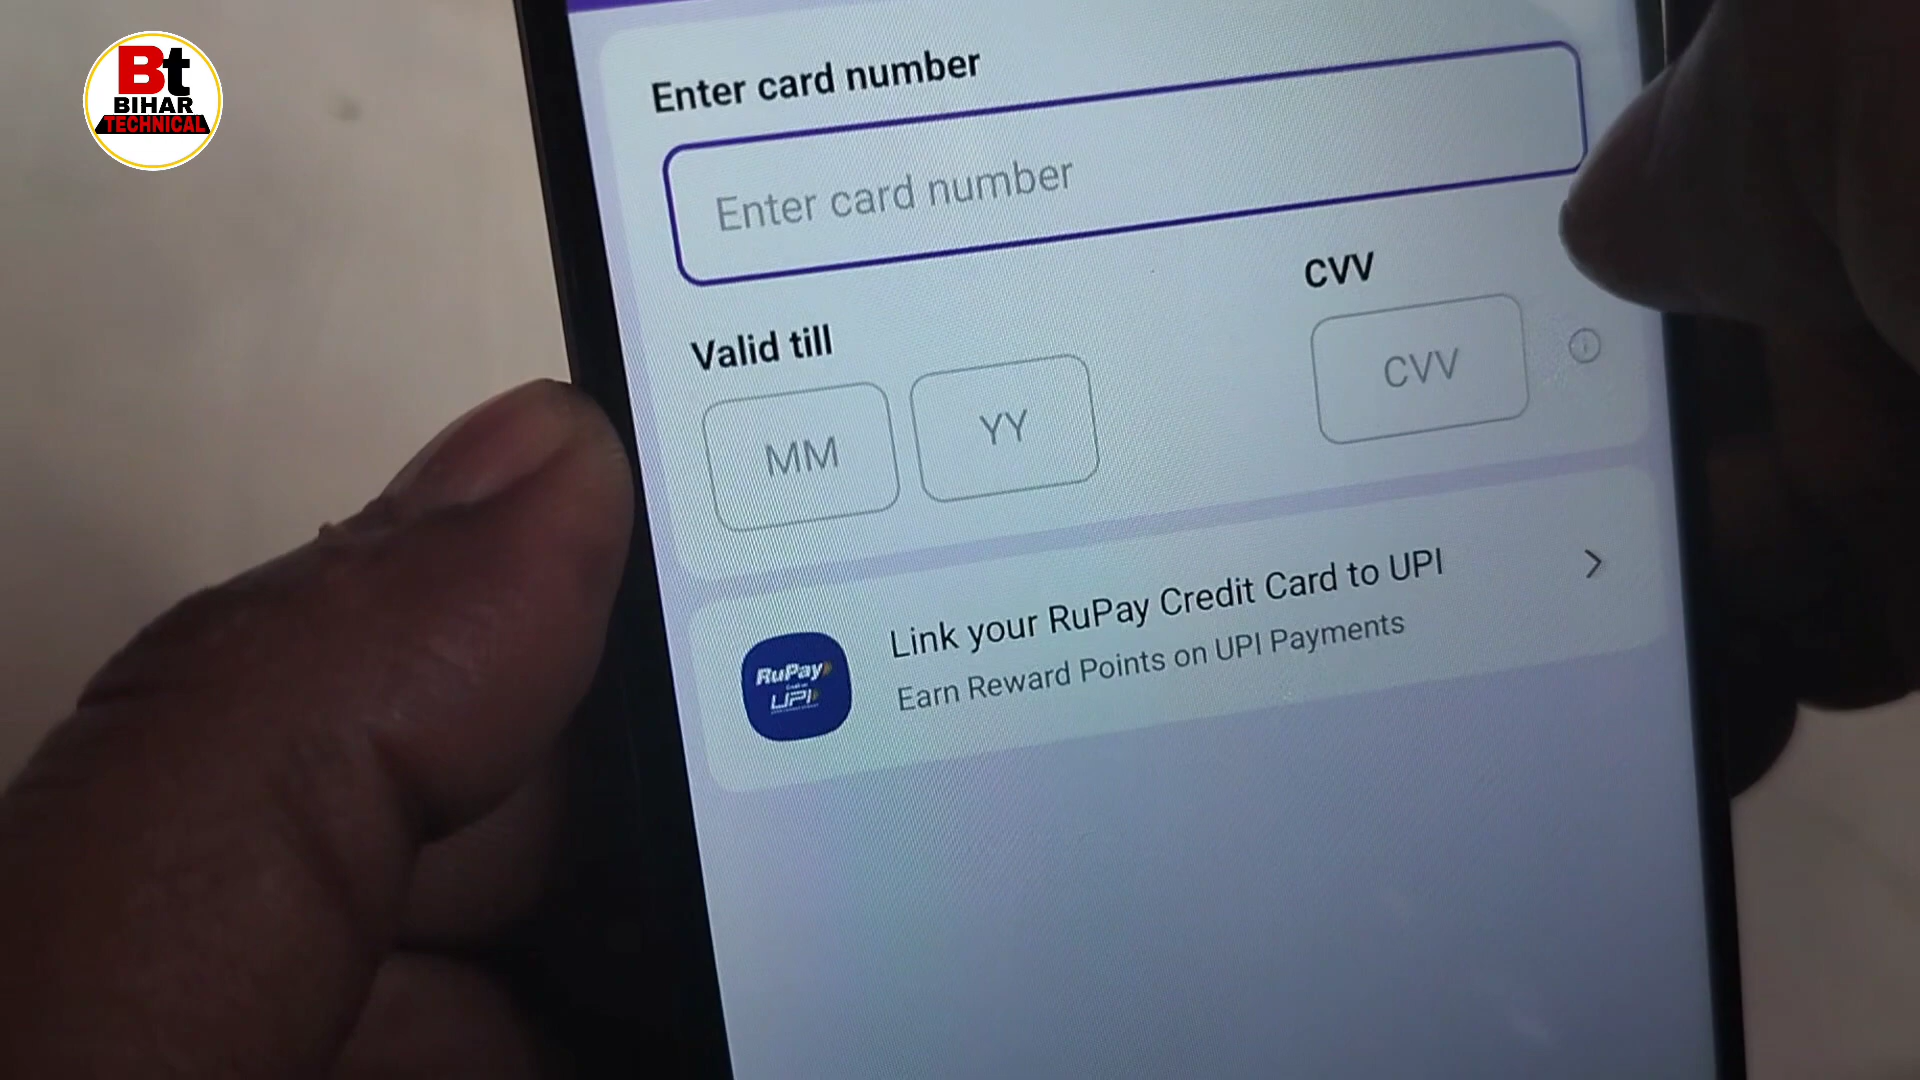 Bt
BIHAR
TECHNICAL
Enter card number
Enter card number
Valid till
CVV
MM
YY
CVV
Link your RuPay Credit Card to UPI
Earn Reward Points on UPI Payments
RuPay
UPI